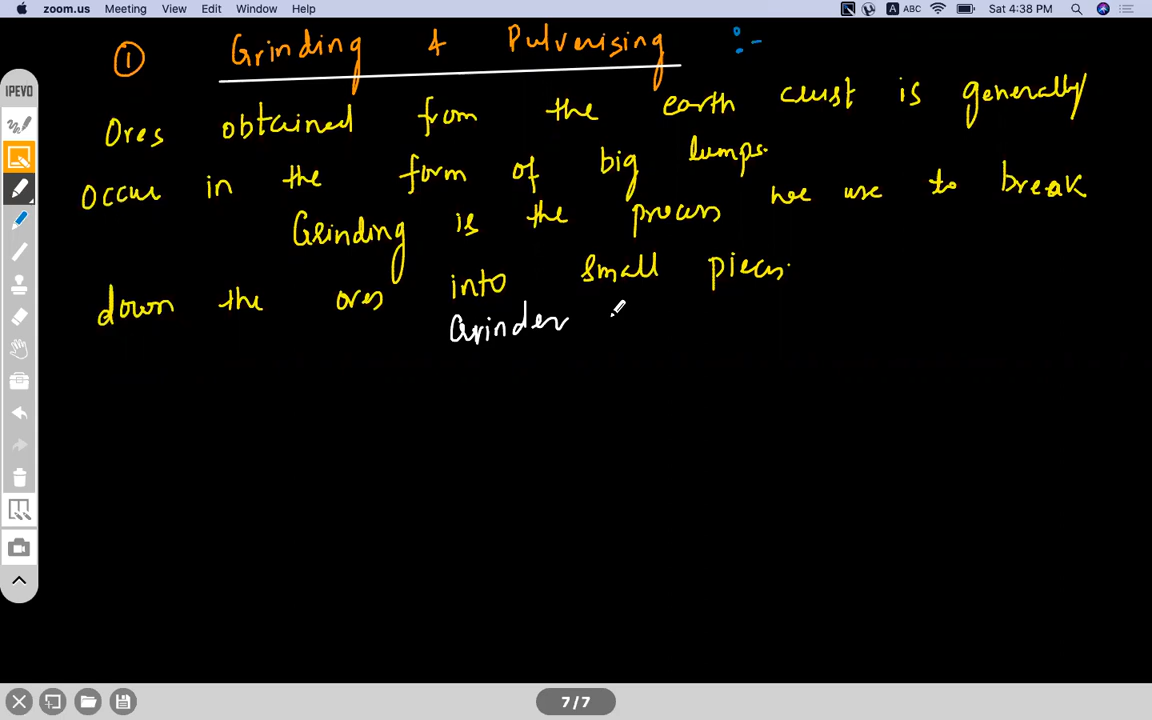 zoom.us Meeting View Edit Window Help A ABC Sat 4:38 PM
IPEVO
① Grinding & Pulverising :-
Ores obtained from the earth crust is generally
occur in the form of big lumps.
Grinding is the process we use to break
down the ores into small pieces.
Grinder
7/7